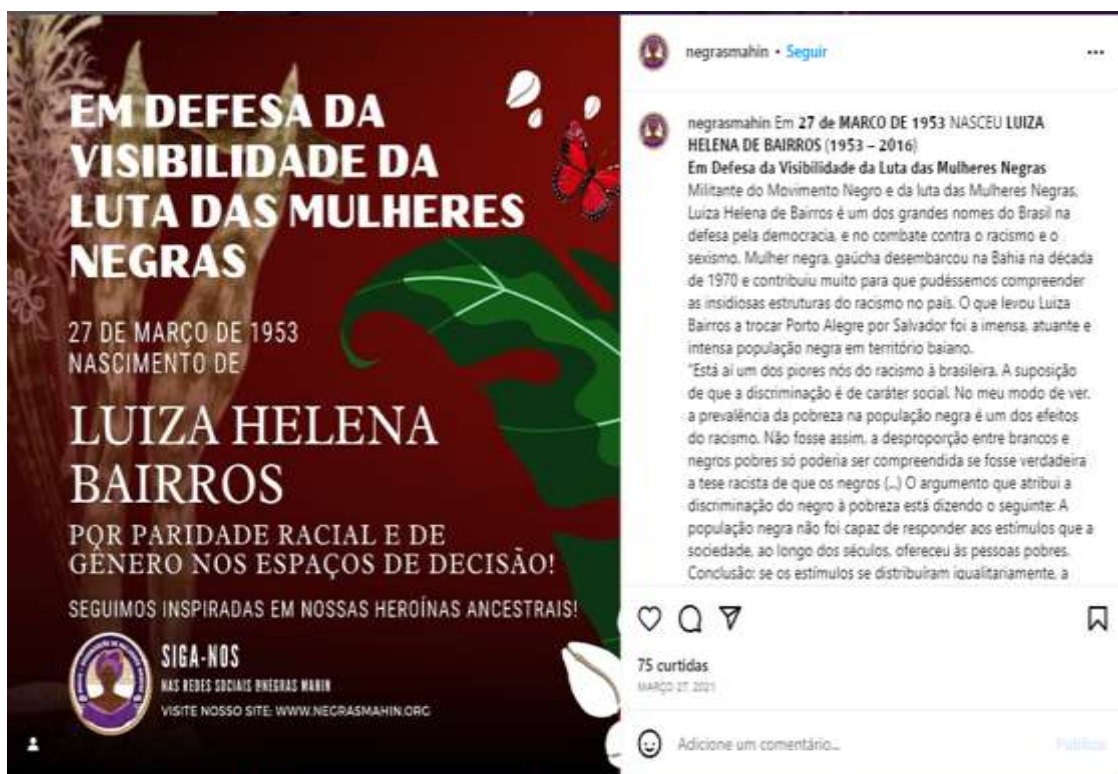 EM DEFESA DA
VISIBILIDADE DA
LUTA DAS MULHERES
NEGRAS
27 DE MARÇO DE 1953
NASCIMENTO DE
LUIZA HELENA
BAIRROS
POR PARIDADE RACIAL E DE
GÊNERO NOS ESPAÇOS DE DECISÃO!
SEGUIMOS INSPIRADAS EM NOSSAS HEROÍNAS ANCESTRAIS!
SIGA-NOS
NAS REDES SOCIAIS @NEGRAS MAHIN
VISITE NOSSO SITE: WWW.NEGRASMAHIN.ORG
negrasmahin • Seguir
negrasmahin Em 27 de MARCO DE 1953 NASCEU LUIZA
HELENA DE BAIRROS (1953 – 2016)
Em Defesa da Visibilidade da Luta das Mulheres Negras
Militante do Movimento Negro e da luta das Mulheres Negras,
Luiza Helena de Bairros é um dos grandes nomes do Brasil na
defesa pela democracia, e no combate contra o racismo e o
sexismo. Mulher negra, gaúcha desembarcou na Bahia na década
de 1970 e contribuiu muito para que pudéssemos compreender
as insidiosas estruturas do racismo no país. O que levou Luiza
Bairros a trocar Porto Alegre por Salvador foi a imensa, atuante e
intensa população negra em território baiano.
"Está aí um dos piores nós do racismo à brasileira. A suposição
de que a discriminação é de caráter social. No meu modo de ver,
a prevalência da pobreza na população negra é um dos efeitos
do racismo. Não fosse assim, a desproporção entre brancos e
negros pobres só poderia ser compreendida se fosse verdadeira
a tese racista de que os negros (...) O argumento que atribui a
discriminação do negro à pobreza está dizendo o seguinte: A
população negra não foi capaz de responder aos estímulos que a
sociedade, ao longo dos séculos, ofereceu às pessoas pobres.
Conclusão: se os estímulos se distribuíram igualitariamente, a
75 curtidas
MARÇO 27, 2021
Adicione um comentário...
Publicar